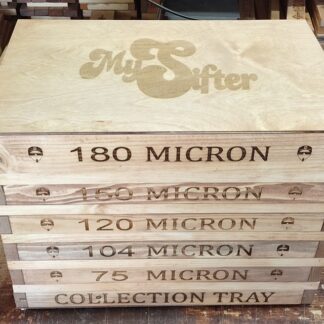 My Sifter
180 MICRON
150 MICRON
120 MICRON
104 MICRON
75 MICRON
COLLECTION TRAY